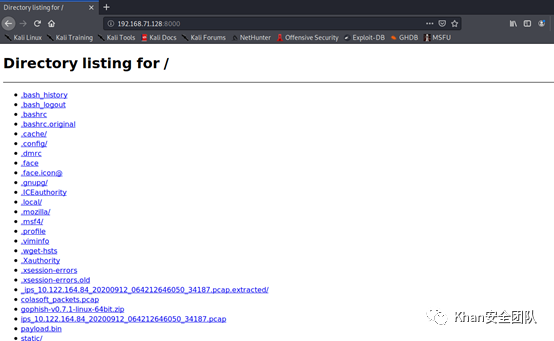 Directory listing for /
192.168.71.128:8000
Kali Linux Kali Training Kali Tools Kali Docs Kali Forums NetHunter Offensive Security Exploit-DB GHDB MSFU
Directory listing for /
.bash_history
.bash_logout
.bashrc
.bashrc.original
.cache/
.config/
.dmrc
.face
.face.icon@
.gnupg/
.ICEauthority
.local/
.mozilla/
.msf4/
.profile
.viminfo
.wget-hsts
.Xauthority
.xsession-errors
.xsession-errors.old
_ips_10.122.164.84_20200912_064212646050_34187.pcap.extracted/
colasoft_packets.pcap
gophish-v0.7.1-linux-64bit.zip
ips_10.122.164.84_20200912_064212646050_34187.pcap
payload.bin
static/
Khan安全团队